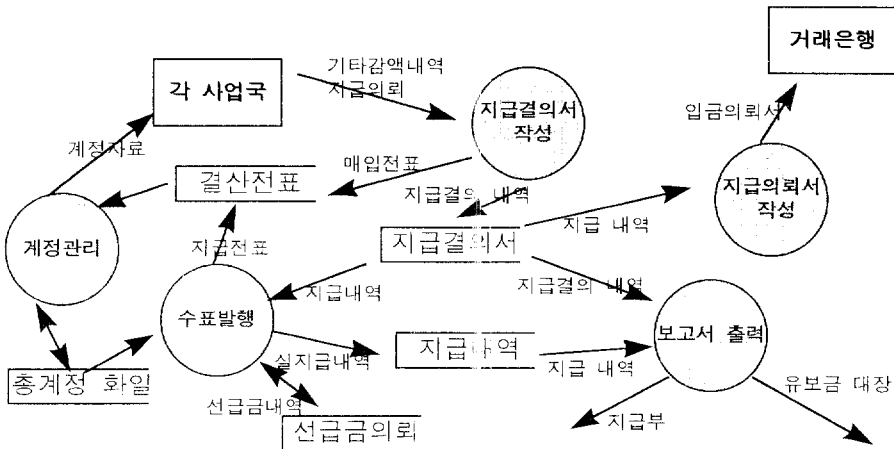 거래은행
각 사업국
기타감액내역
지급의뢰
지급결의서
작성
입금의뢰서
계정자료
매입전표
결산전표
지급결의 내역
지급의뢰서
작성
지급 내역
계정관리
지급전표
지급결의서
지급내역
지급결의 내역
수표발행
보고서 출력
실지급내역
지급내역
지급 내역
총계정 화일
선급금내역
유보금 대장
선급금의뢰
지급부